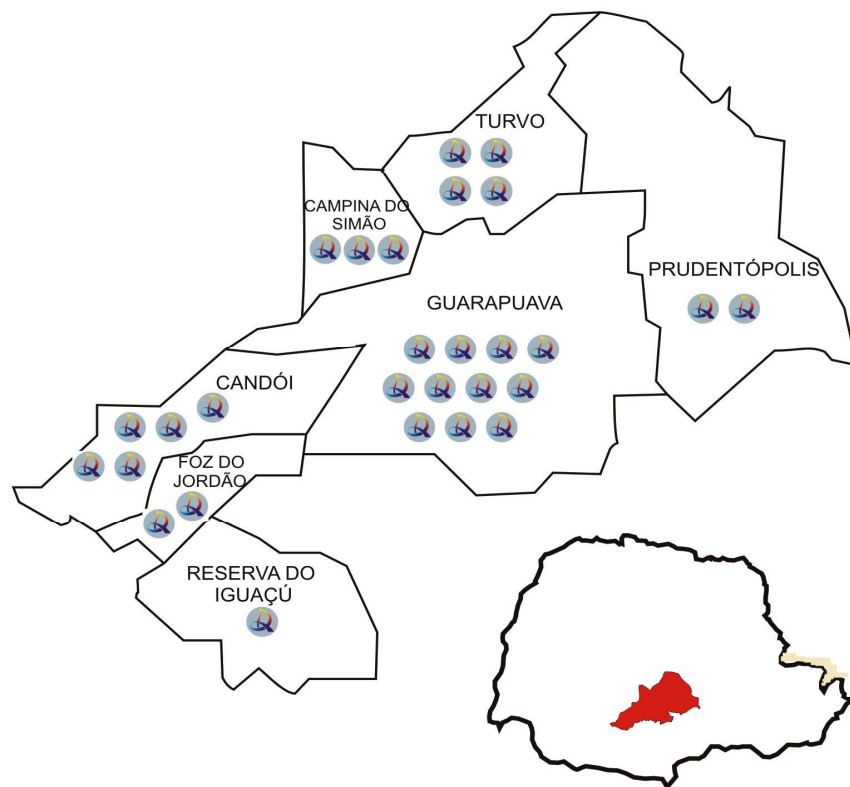 TURVO
CAMPINA DO
SIMÃO
PRUDENTÓPOLIS
GUARAPUAVA
CANDÓI
FOZ DO
JORDÃO
RESERVA DO
IGUAÇÚ